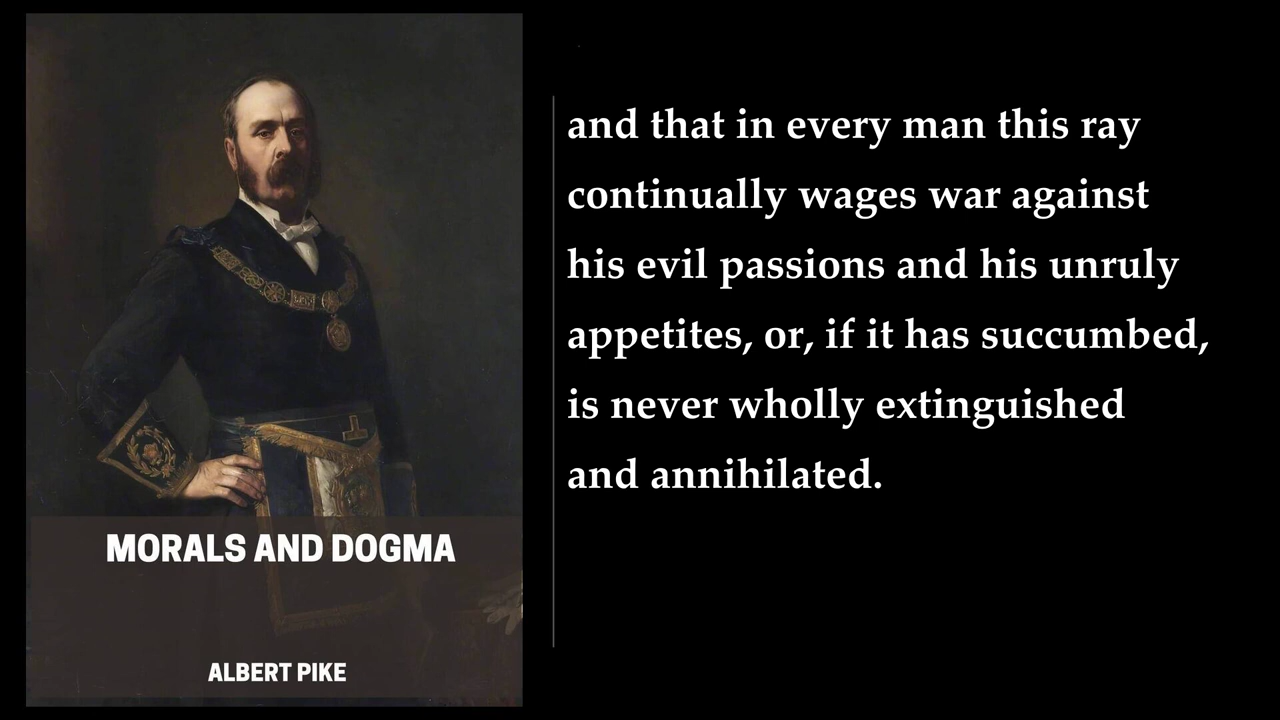 MORALS AND DOGMA
ALBERT PIKE
and that in every man this ray
continually wages war against
his evil passions and his unruly
appetites, or, if it has succumbed,
is never wholly extinguished
and annihilated.